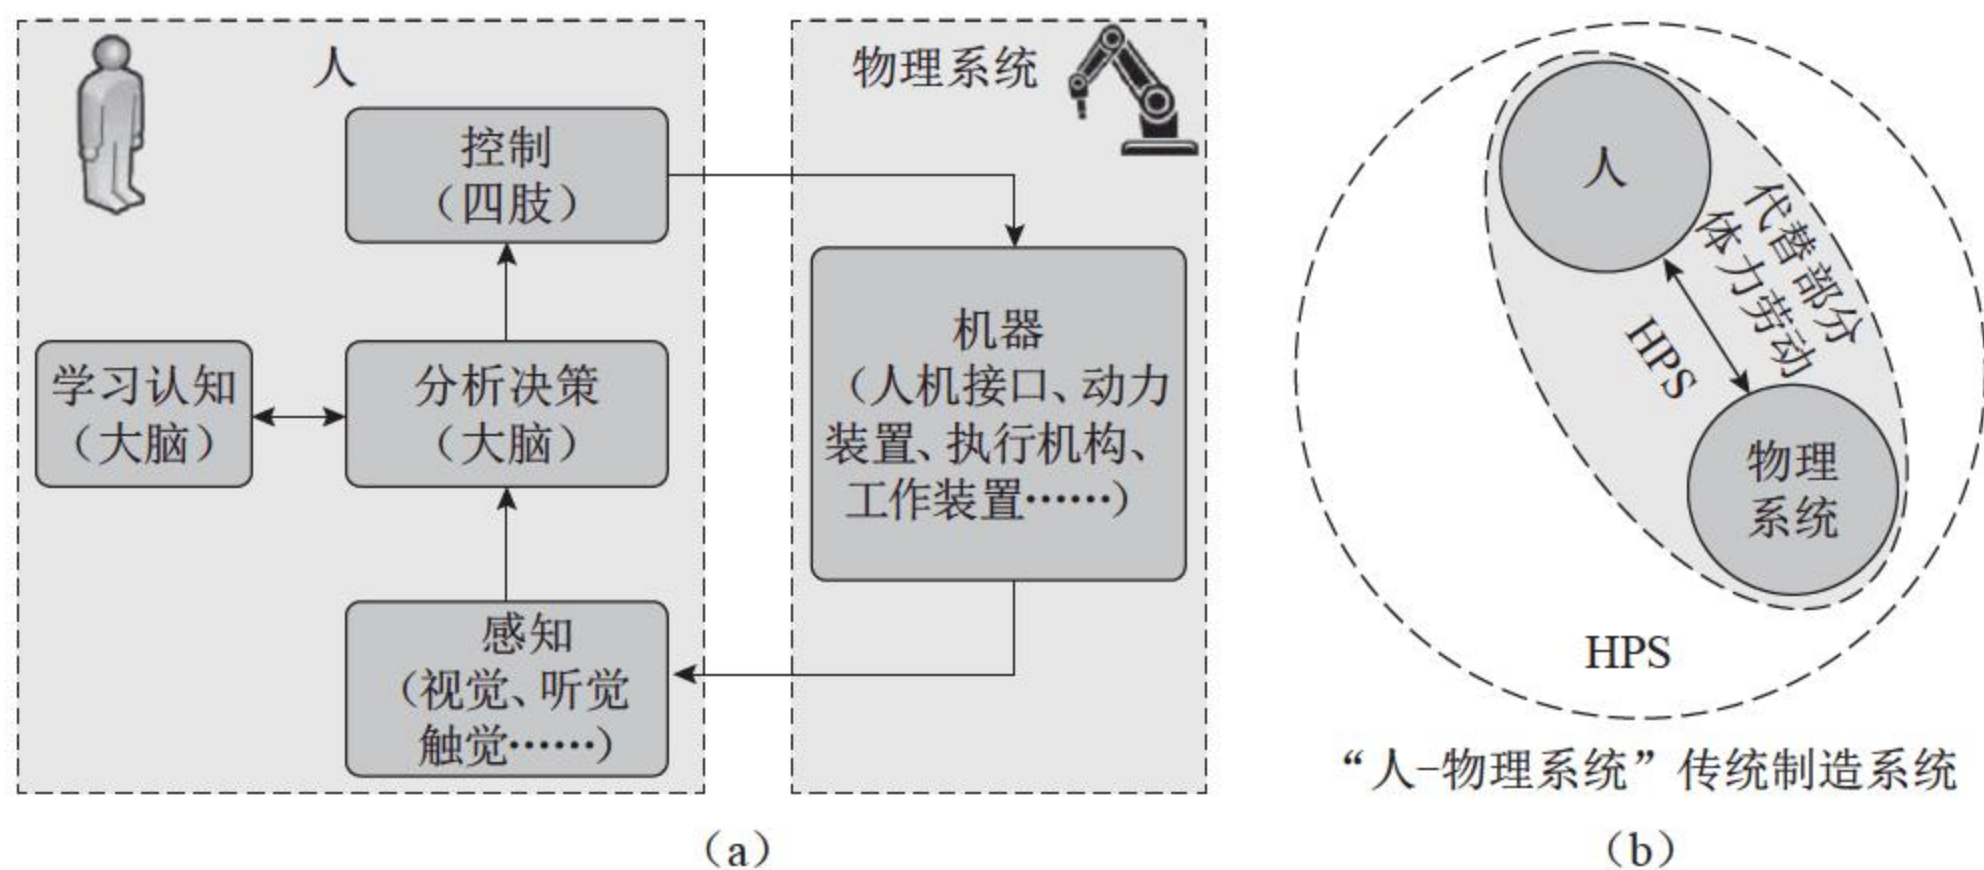 人
控制
（四肢）
学习认知
（大脑）
分析决策
（大脑）
感知
（视觉、听觉
触觉……）
物理系统
机器
（人机接口、动力
装置、执行机构、
工作装置……）
（a）
人
代替部分
体力劳动
HPS
物理
系统
HPS
“人-物理系统”传统制造系统
（b）